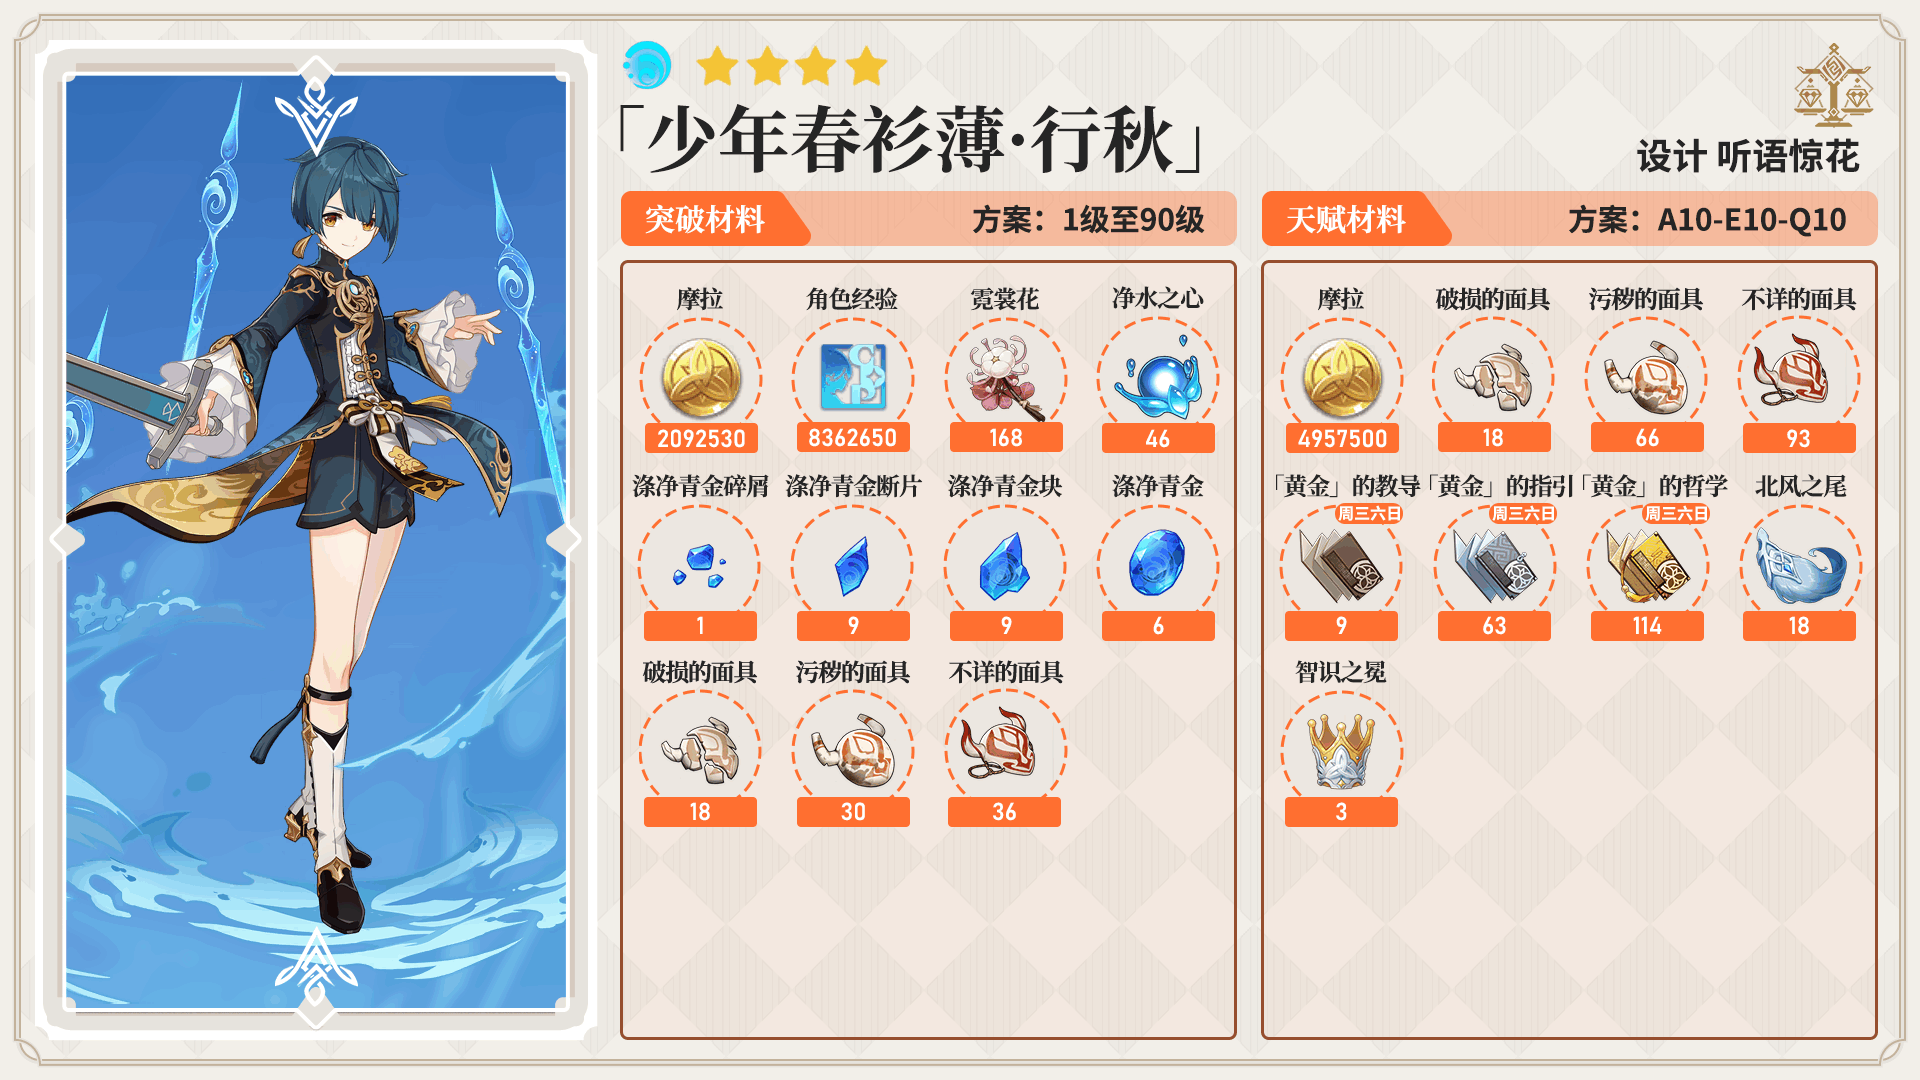 「少年春衫薄·行秋」
设计 听语惊花
突破材料
方案：1级至90级
摩拉
角色经验
霓裳花
净水之心
2092530
8362650
168
46
涤净青金碎屑
涤净青金断片
涤净青金块
涤净青金
1
9
9
6
破损的面具
污秽的面具
不详的面具
18
30
36
天赋材料
方案：A10-E10-Q10
摩拉
破损的面具
污秽的面具
不详的面具
4957500
18
66
93
「黄金」的教导
「黄金」的指引
「黄金」的哲学
北风之尾
周三六日
周三六日
周三六日
9
63
114
18
智识之冕
3